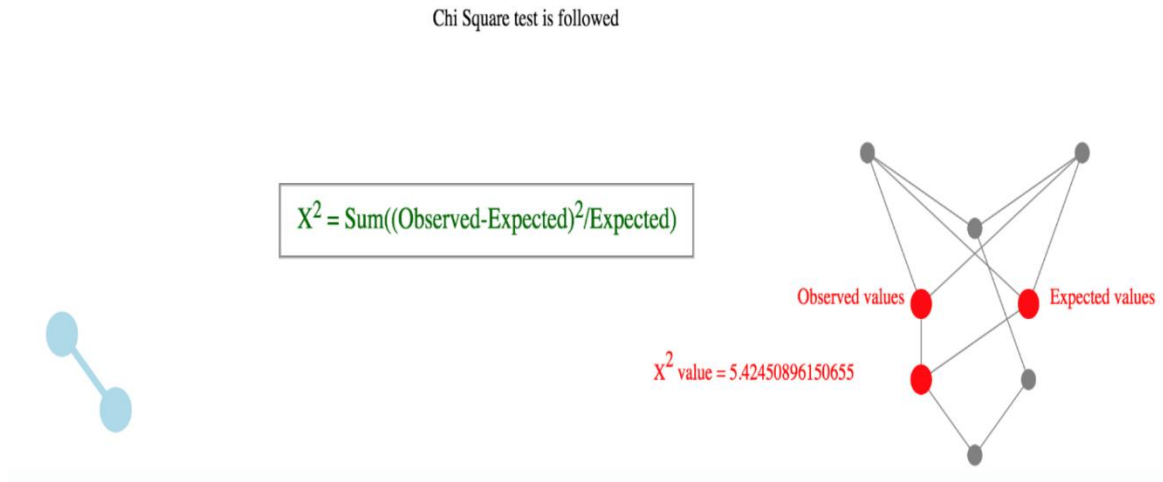 Chi Square test is followed
X² = Sum((Observed-Expected)²/Expected)
Observed values
Expected values
X² value = 5.42450896150655